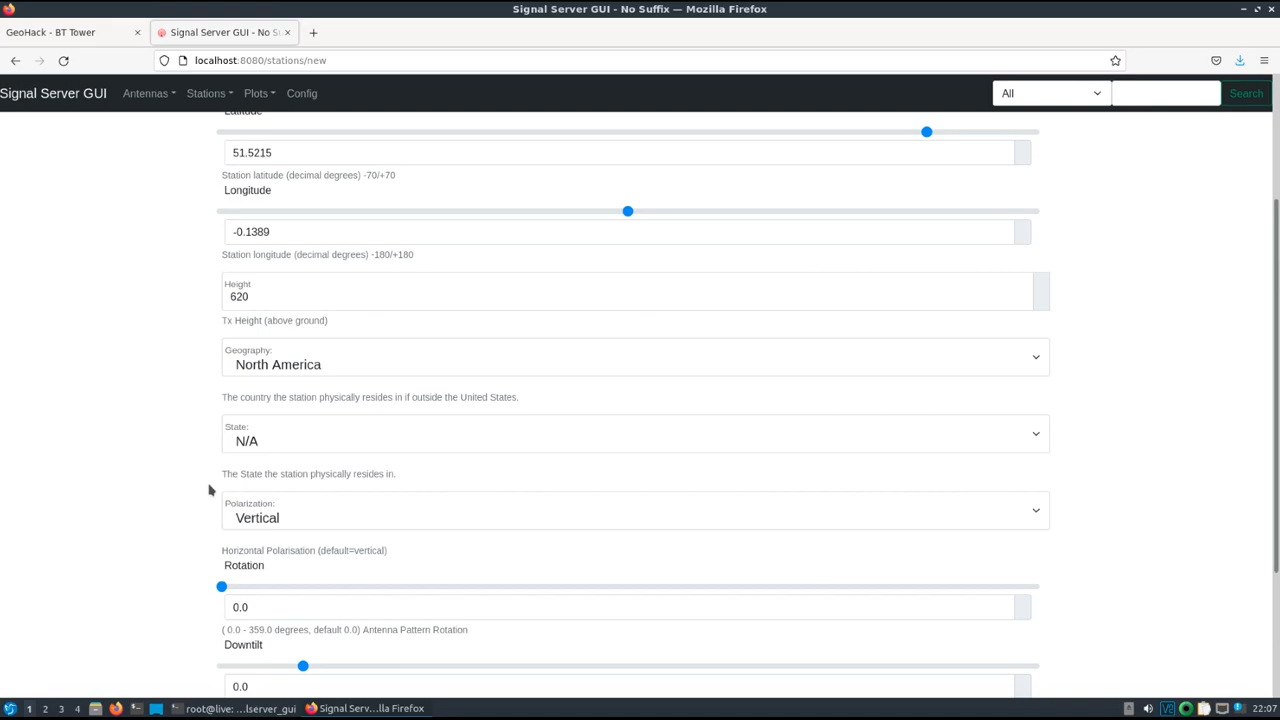 Signal Server GUI - No Suffix — Mozilla Firefox
GeoHack - BT Tower
Signal Server GUI - No Su
localhost:8080/stations/new
Signal Server GUI
Antennas
Stations
Plots
Config
All
Search
Latitude
51.5215
Station latitude (decimal degrees) -70/+70
Longitude
-0.1389
Station longitude (decimal degrees) -180/+180
Height
620
Tx Height (above ground)
Geography:
North America
The country the station physically resides in if outside the United States.
State:
N/A
The State the station physically resides in.
Polarization:
Vertical
Horizontal Polarisation (default=vertical)
Rotation
0.0
( 0.0 - 359.0 degrees, default 0.0) Antenna Pattern Rotation
Downtilt
0.0
1
2
3
4
root@live: ...lserver_gui
Signal Serv...lla Firefox
22:07